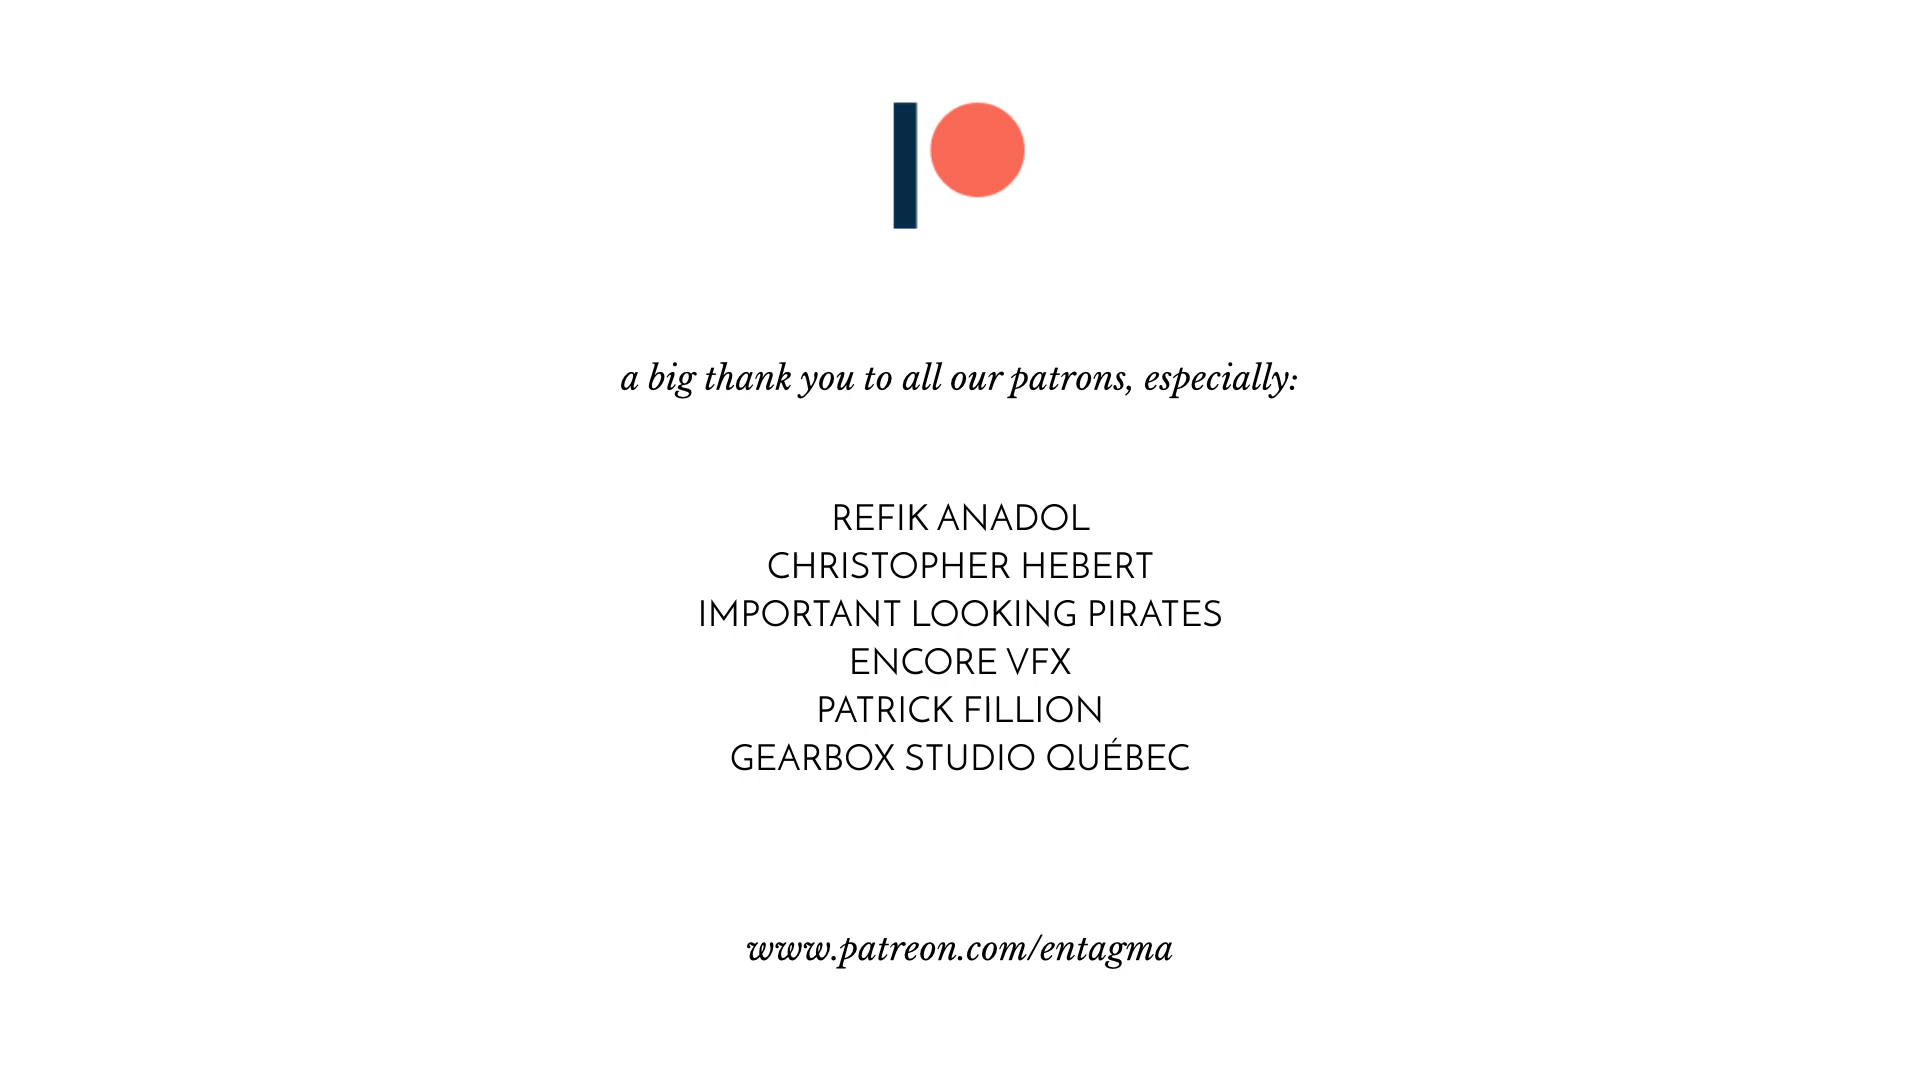 a big thank you to all our patrons, especially:
REFIK ANADOL
CHRISTOPHER HEBERT
IMPORTANT LOOKING PIRATES
ENCORE VFX
PATRICK FILLION
GEARBOX STUDIO QUÉBEC
www.patreon.com/entagma